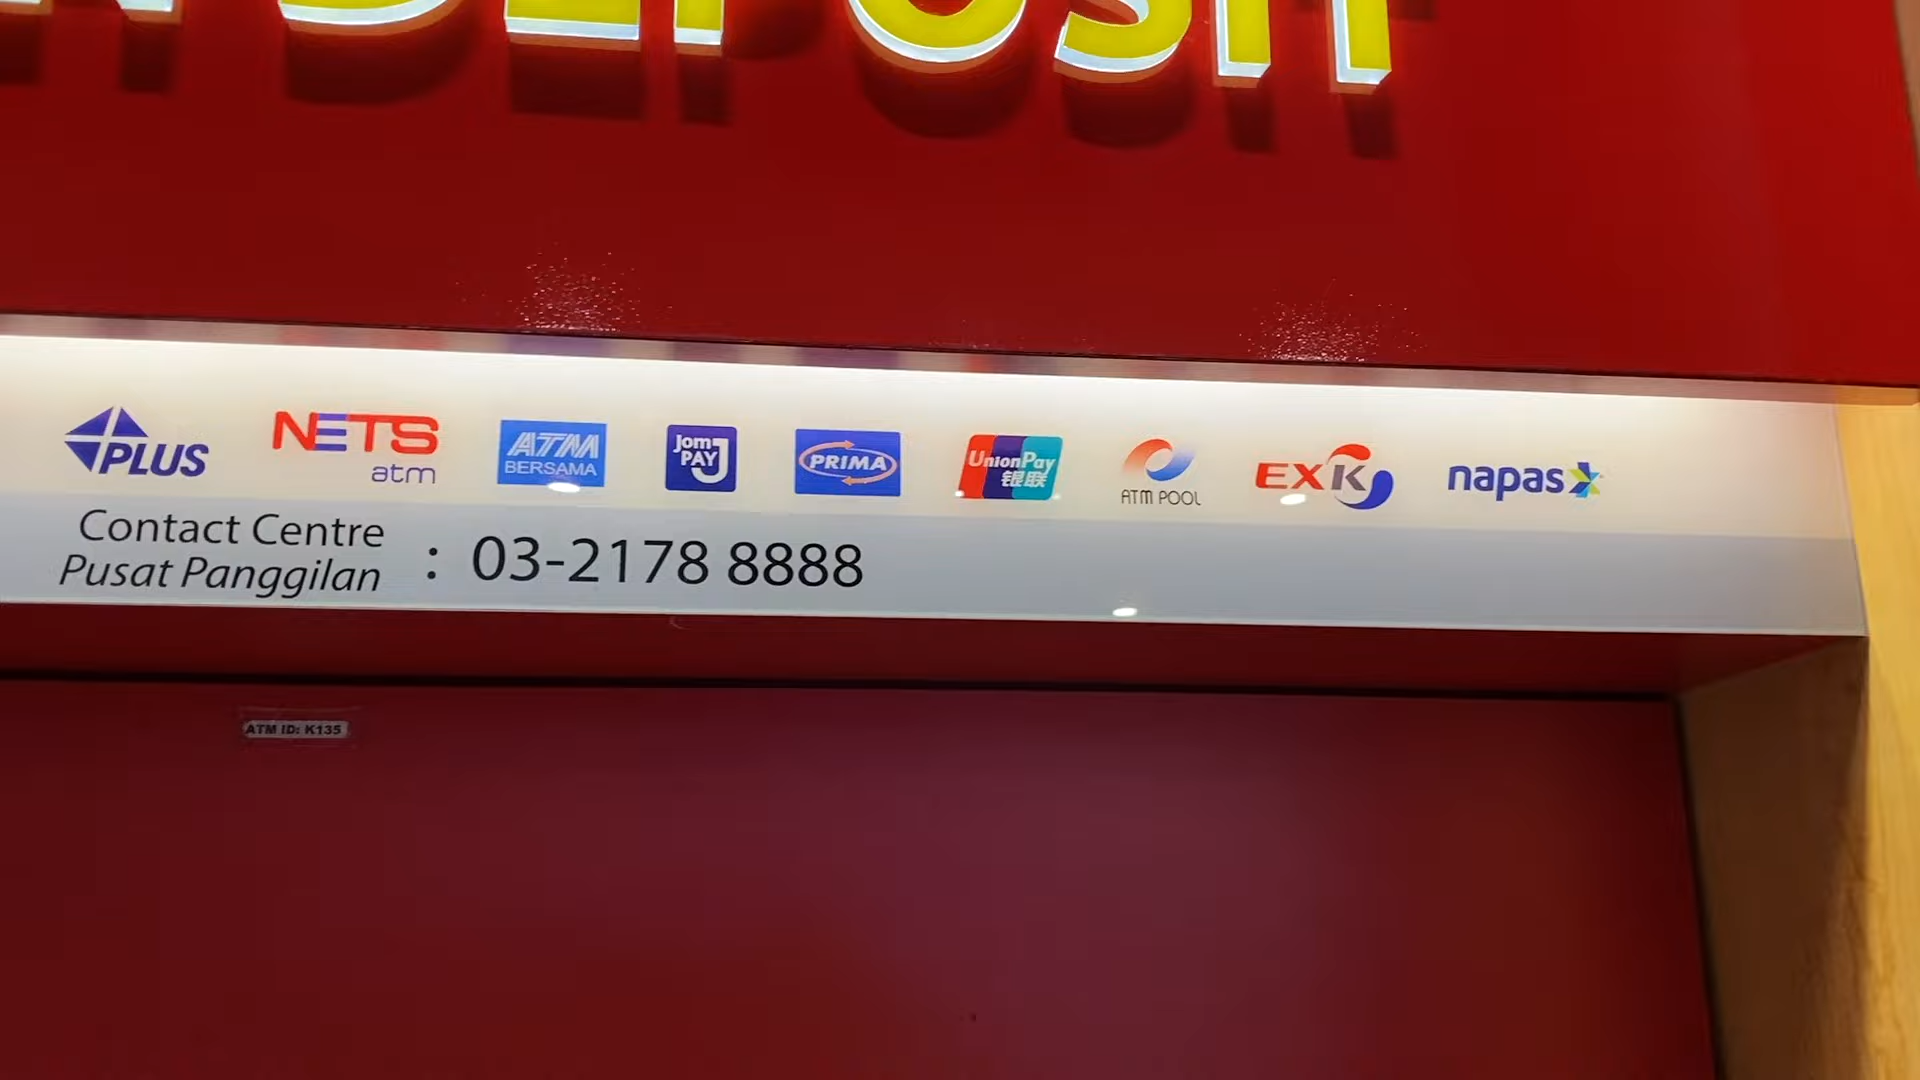 DEPOSIT
PLUS
NETS
atm
ATM
BERSAMA
Jom
PAY
PRIMA
UnionPay
银联
ATM POOL
EXK
napas
Contact Centre
Pusat Panggilan
: 03-2178 8888
ATM ID: K135